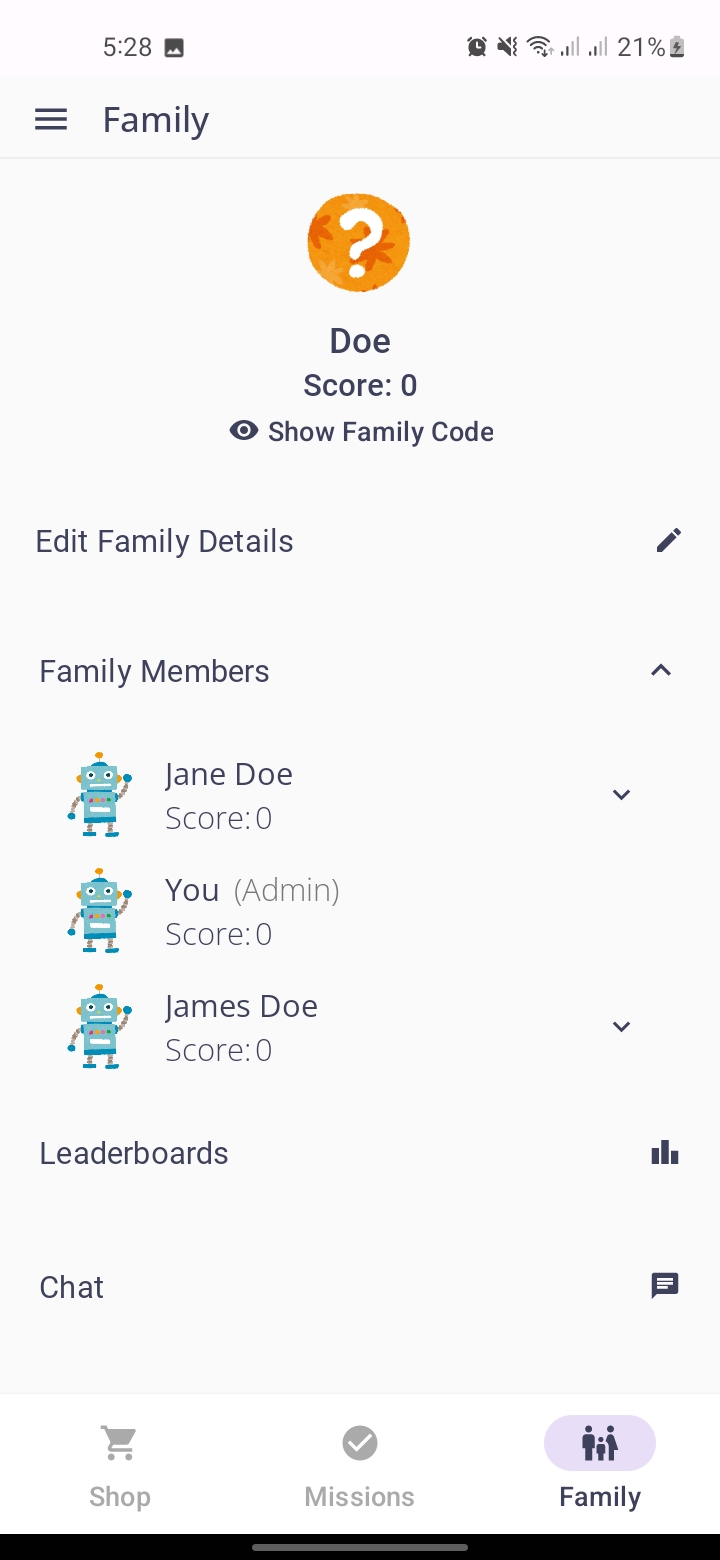 5:28 21%
Family
?
Doe
Score: 0
Show Family Code
Edit Family Details
Family Members
Jane Doe
Score: 0
You (Admin)
Score: 0
James Doe
Score: 0
Leaderboards
Chat
Shop Missions Family